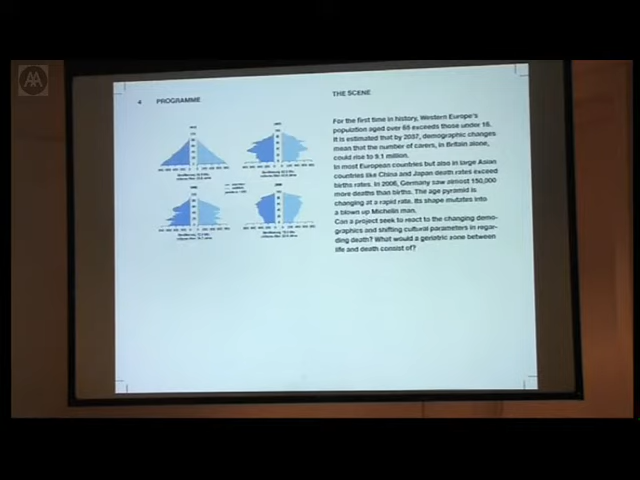 AA
4 PROGRAMME
THE SCENE
For the first time in history, Western Europe's
population aged over 65 exceeds those under 16.
It is estimated that by 2037, demographic changes
mean that the number of carers, in Britain alone,
could rise to 9.1 million.
In most European countries but also in large Asian
countries like China and Japan death rates exceed
births rates. In 2006, Germany saw almost 150,000
more deaths than births. The age pyramid is
changing at a rapid rate. Its shape mutates into
a blown up Michelin man.
Can a project seek to react to the changing demo-
graphics and shifting cultural parameters in regar-
ding death? What would a geriatric zone between
life and death consist of?